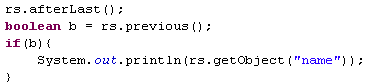 rs.afterLast();
boolean b = rs.previous();
if(b){
    System.out.println(rs.getObject("name"));
}